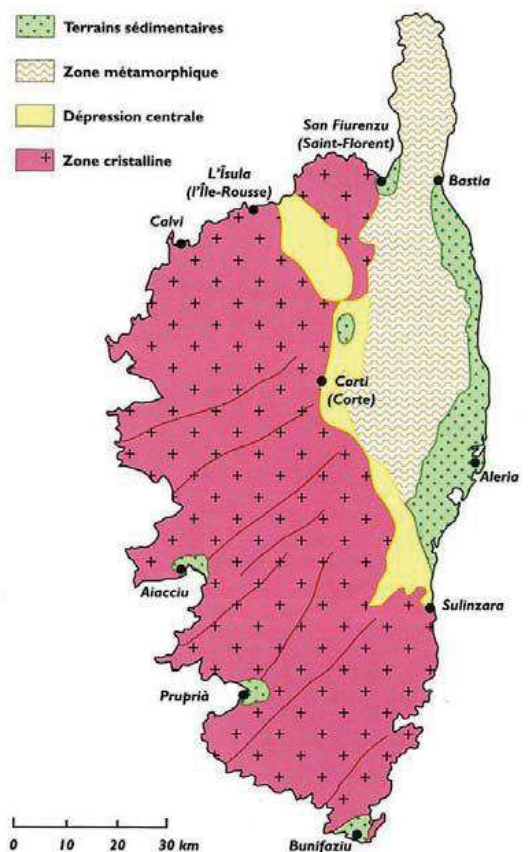 Terrains sédimentaires
Zone métamorphique
Dépression centrale
Zone cristalline
San Fiurenzu
(Saint-Florent)
L'Îsula
(l'Île-Rousse)
Bastia
Calvi
Corti
(Corte)
Aleria
Aiacciu
Sulinzara
Pruprià
Bunifaziu
0 10 20 30 km